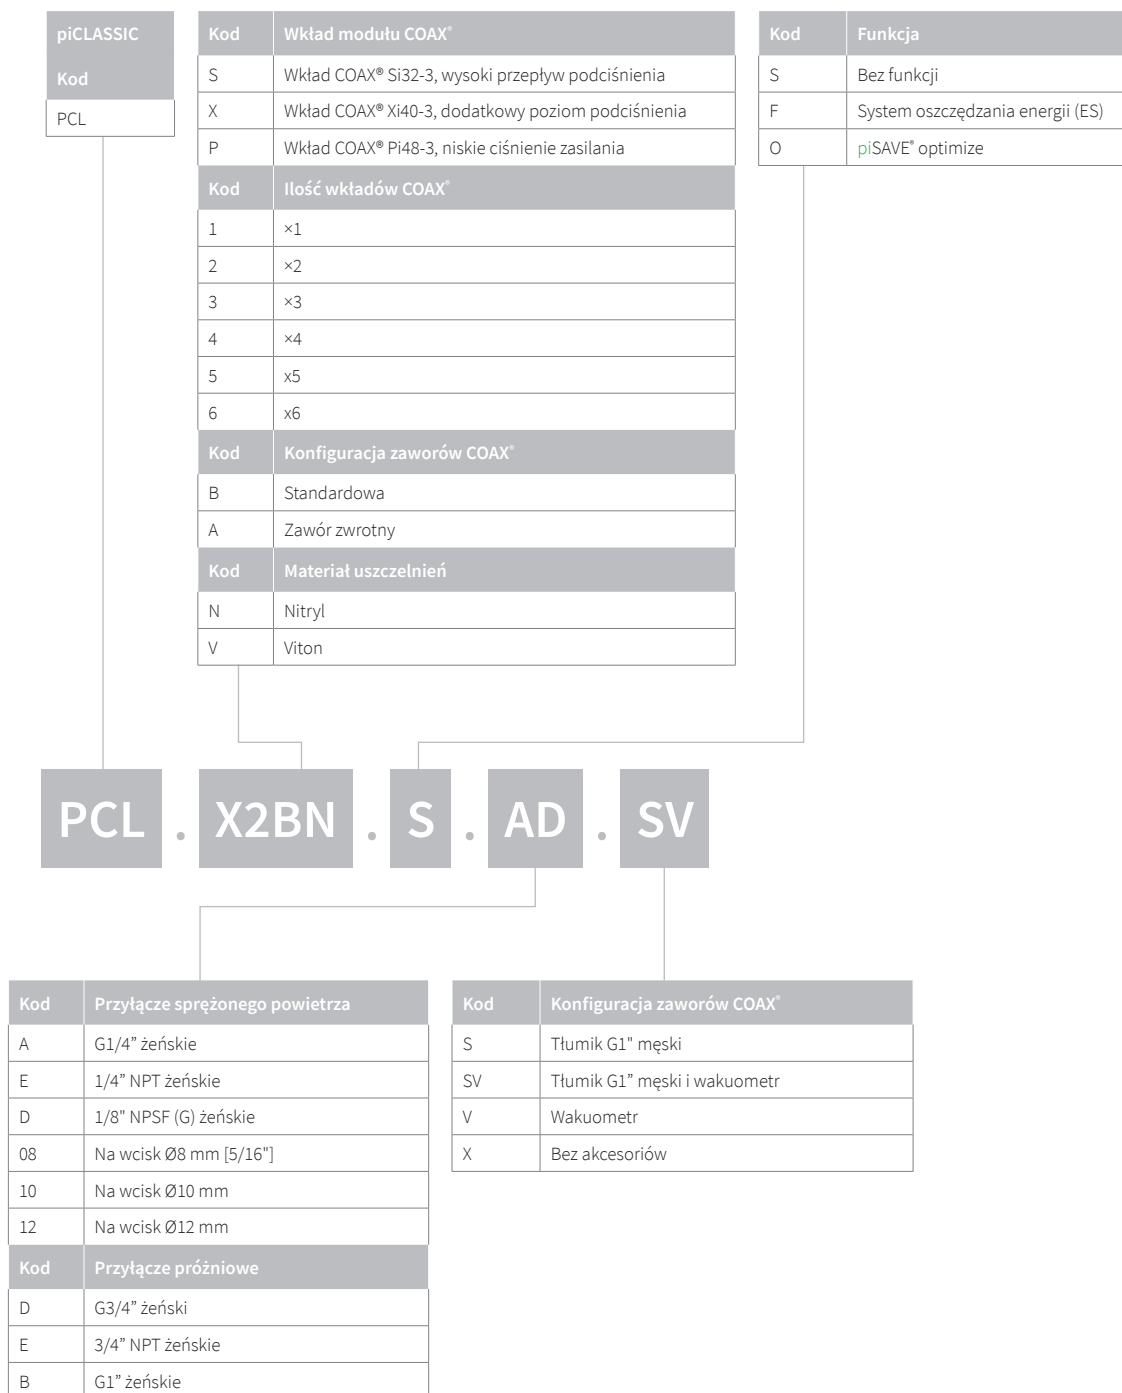 piCLASSIC
Kod
PCL
Kod Wkład modułu COAX®
S Wkład COAX® Si32-3, wysoki przepływ podciśnienia
X Wkład COAX® Xi40-3, dodatkowy poziom podciśnienia
P Wkład COAX® Pi48-3, niskie ciśnienie zasilania
Kod Ilość wkładów COAX®
1 ×1
2 ×2
3 ×3
4 ×4
5 x5
6 x6
Kod Konfiguracja zaworów COAX®
B Standardowa
A Zawór zwrotny
Kod Materiał uszczelnień
N Nitryl
V Viton
Kod Funkcja
S Bez funkcji
F System oszczędzania energii (ES)
O piSAVE® optimize
PCL . X2BN . S . AD . SV
Kod Przyłącze sprężonego powietrza
A G1/4” żeńskie
E 1/4” NPT żeńskie
D 1/8" NPSF (G) żeńskie
08 Na wcisk Ø8 mm [5/16"]
10 Na wcisk Ø10 mm
12 Na wcisk Ø12 mm
Kod Przyłącze próżniowe
D G3/4” żeński
E 3/4” NPT żeńskie
B G1” żeńskie
Kod Konfiguracja zaworów COAX®
S Tłumik G1" męski
SV Tłumik G1” męski i wakuometr
V Wakuometr
X Bez akcesoriów